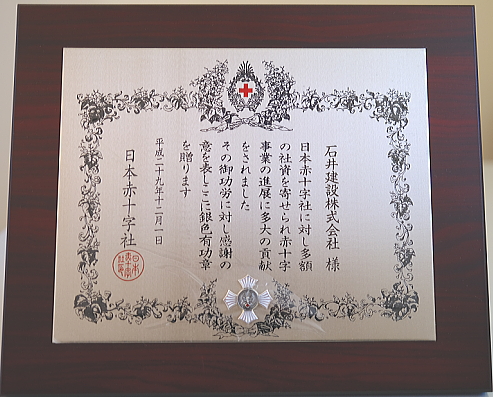 石井建設株式会社 様
日本赤十字社に対し多額
の社資を寄せられ赤十字
事業の進展に多大の貢献
をされました
その御功労に対し感謝の
意を表しここに銀色有功章
を贈ります
平成二十九年十二月一日
日本赤十字社